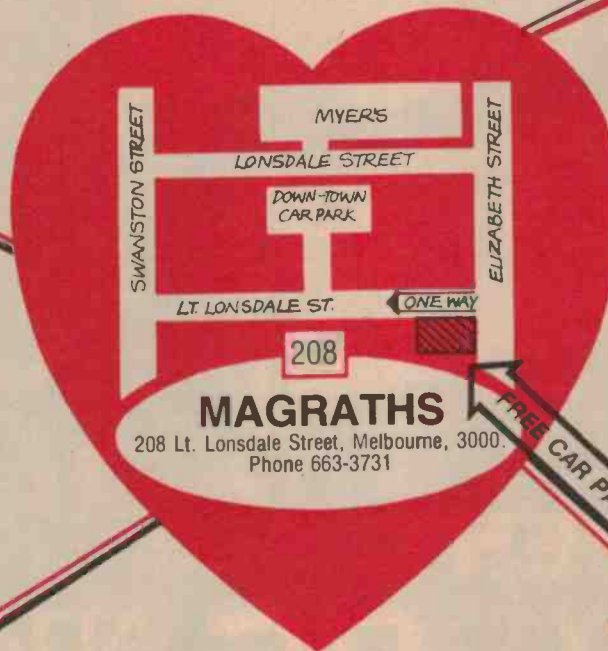 MYER'S
LONSDALE STREET
SWANSTON STREET
ELIZABETH STREET
DOWN-TOWN
CAR PARK
LT. LONSDALE ST.
ONE WAY
208
MAGRATHS
208 Lt. Lonsdale Street, Melbourne, 3000.
Phone 663-3731
FREE CAR P